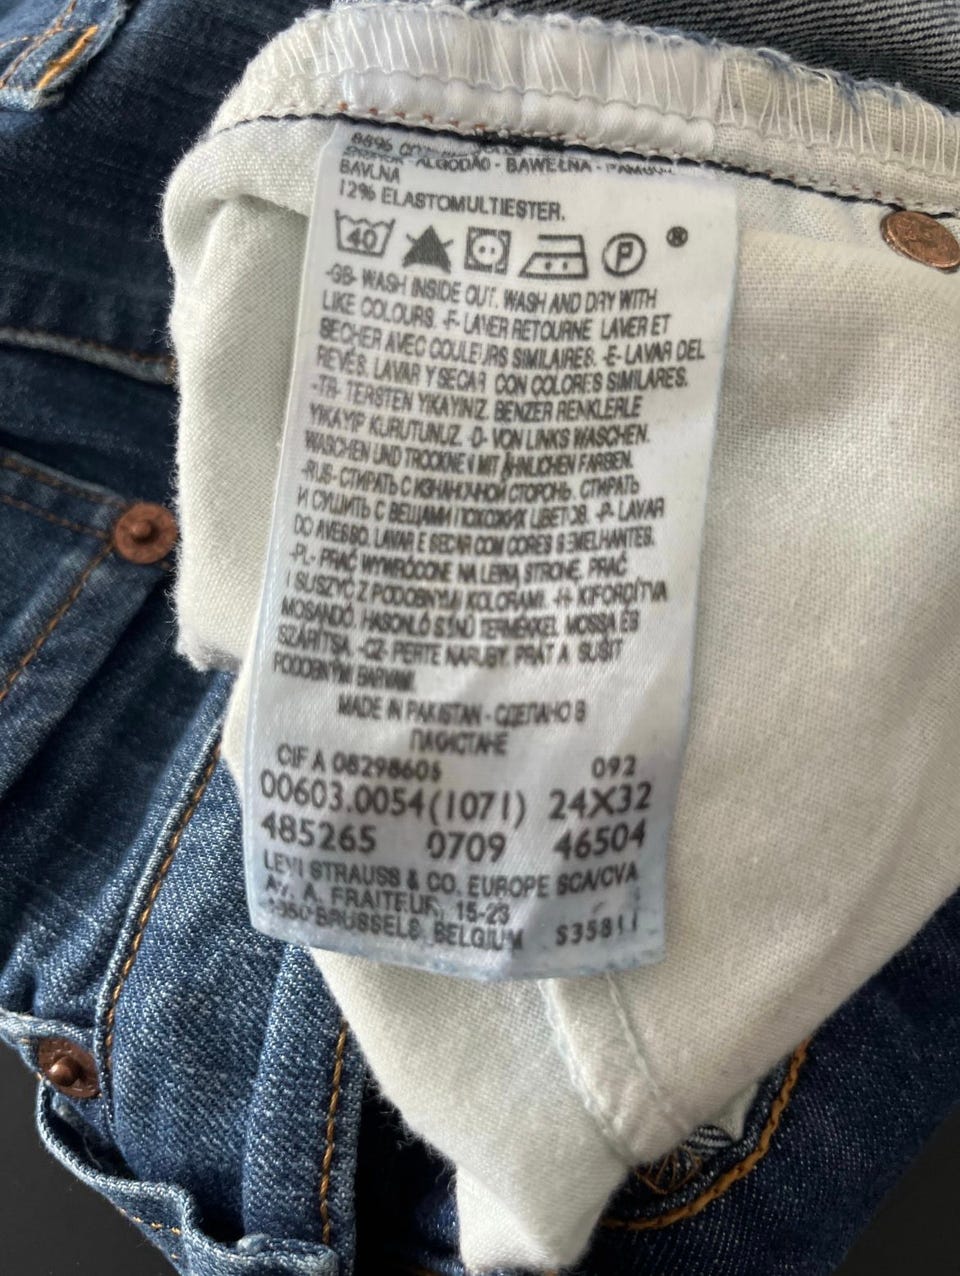 88%
ALGODÃO - BAWEŁNA -
BAVLNA
12% ELASTOMULTIESTER.
40 P ®
-GB- WASH INSIDE OUT. WASH AND DRY WITH
LIKE COLOURS. -F- LAVER RETOURNE LAVER ET
SECHER AVEC COULEURS SIMILAIRES. -E- LAVAR DEL
REVÉS. LAVAR Y SECAR CON COLORES SIMILARES.
-TR- TERSTEN YIKAYINIZ. BENZER RENKLERLE
YIKAYIP KURUTUNUZ. -D- VON LINKS WASCHEN.
WASCHEN UND TROCKNEN MIT ÄHNLICHEN FARBEN.
-RUS- СТИРАТЬ С ИЗНАНОЧНОЙ СТОРОНЫ. СТИРАТЬ
И СУШИТЬ С ВЕЩАМИ ПОХОЖИХ ЦВЕТОВ. -P- LAVAR
DO AVESSO. LAVAR E SECAR COM CORES SEMELHANTES.
-PL- PRAĆ WYWRÓCONE NA LEWĄ STRONĘ. PRAĆ
I SUSZYĆ Z PODOBNYMI KOLORAMI. -H- KIFORDÍTVA
MOSANDÓ. HASONLÓ SZÍNŰ TERMÉKKEL MOSSA ÉS
SZÁRÍTSA. -CZ- PERTE NARUBY. PRÁT A SUŠIT
PODOBNÝMI BARVAMI.
MADE IN PAKISTAN - СДЕЛАНО В
ПАКИСТАНЕ
CIF A 08298605 092
00603.0054(1071) 24X32
485265 0709 46504
LEVI STRAUSS & CO. EUROPE SCA/CVA
AV. A. FRAITEUR, 15-23
1050 BRUSSELS, BELGIUM S35811